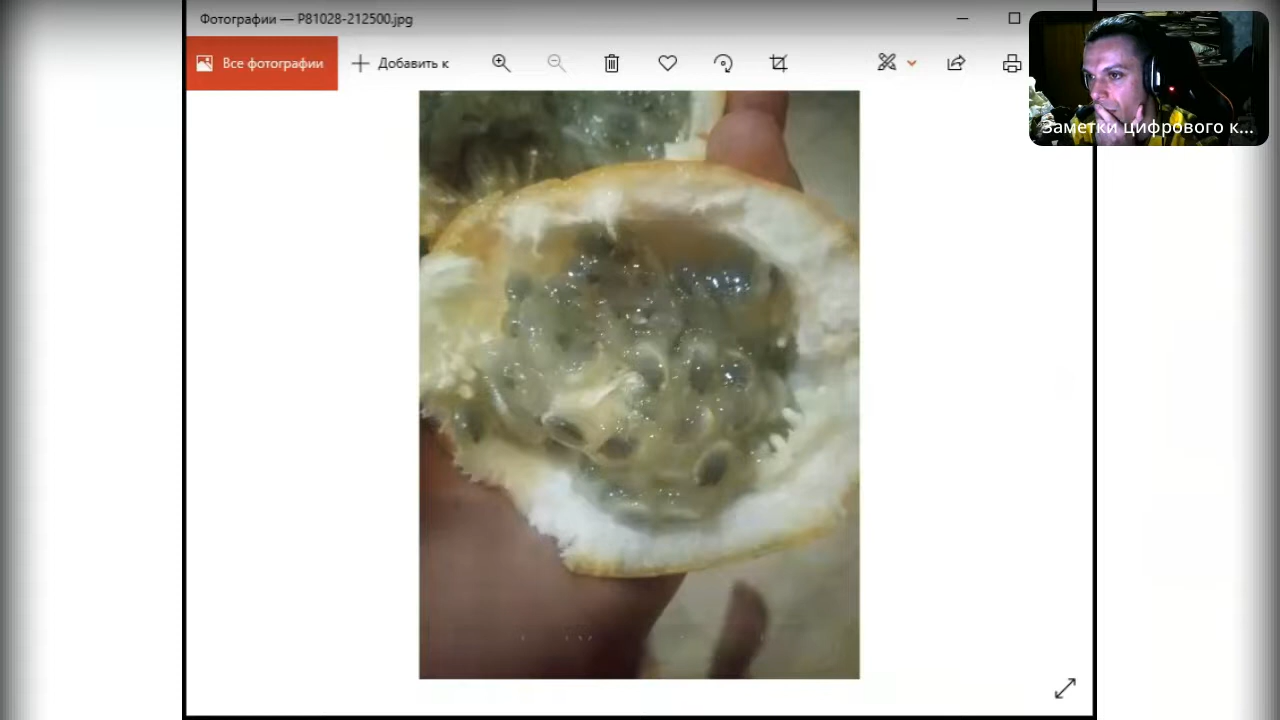 Фотографии — P81028-212500.jpg
Все фотографии
Добавить к
Заметки цифрового к...